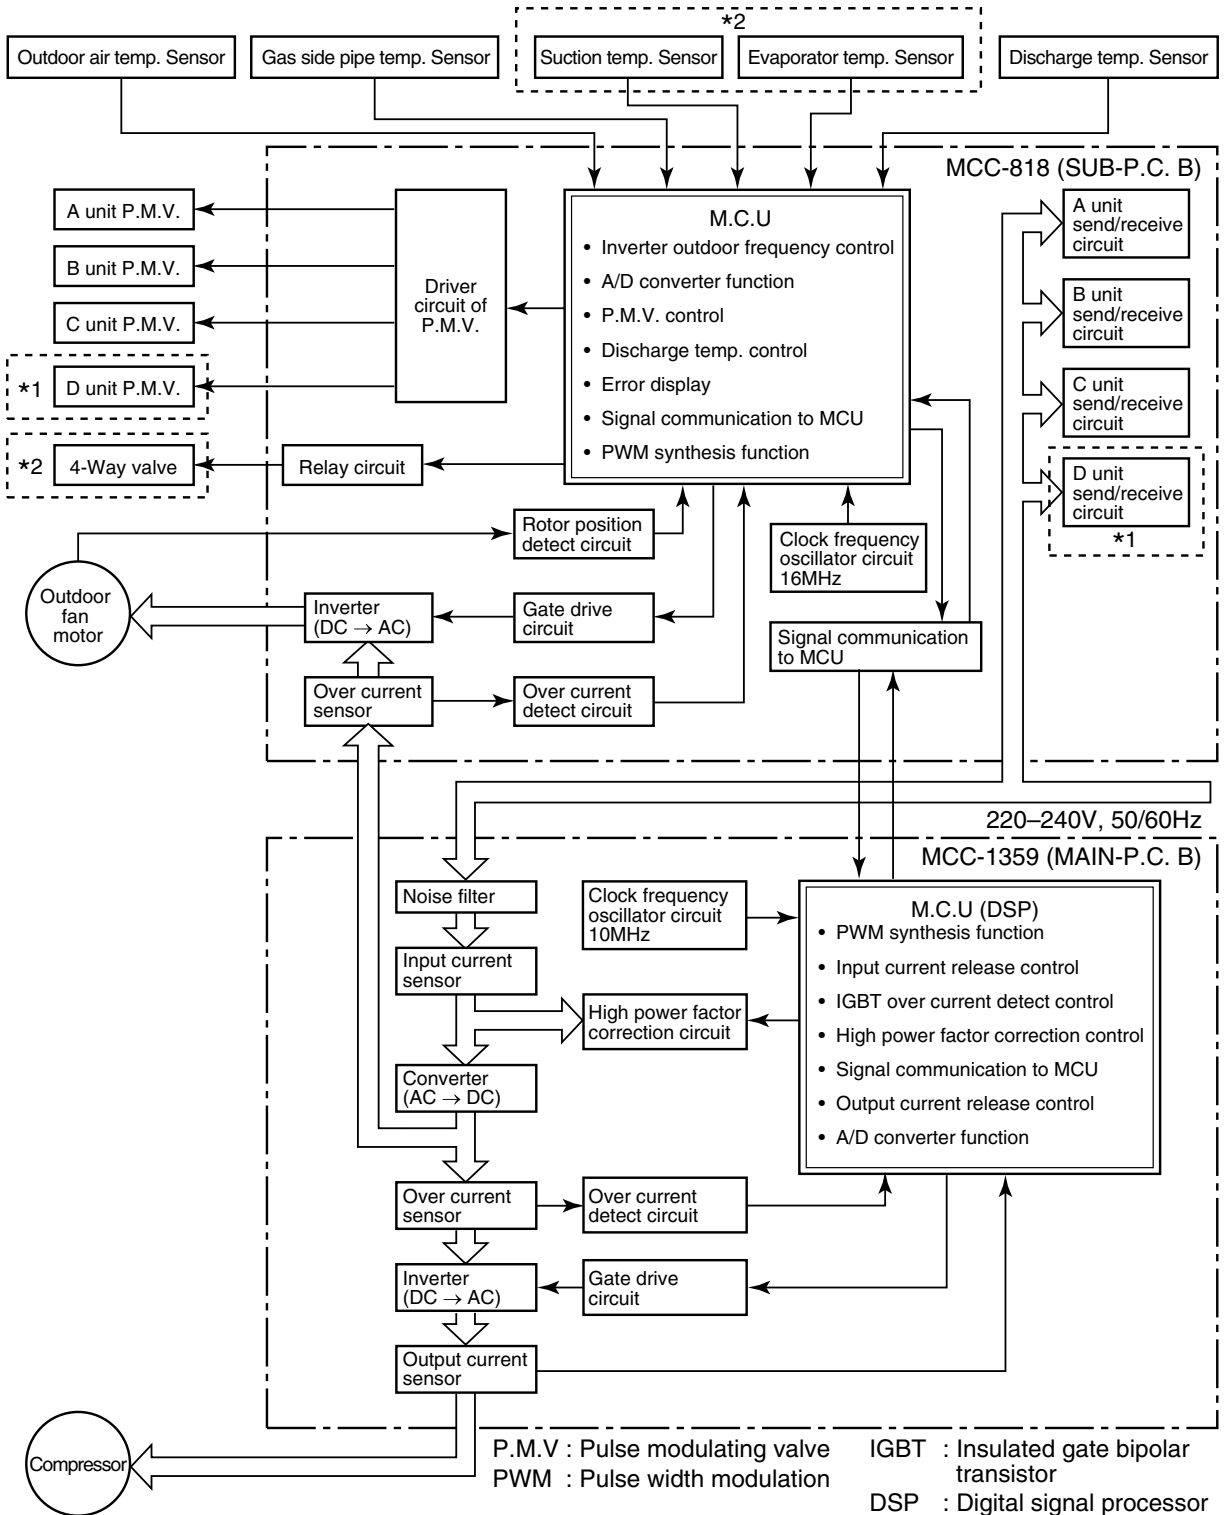 *2
Outdoor air temp. Sensor
Gas side pipe temp. Sensor
Suction temp. Sensor
Evaporator temp. Sensor
Discharge temp. Sensor
MCC-818 (SUB-P.C. B)
A unit P.M.V.
B unit P.M.V.
C unit P.M.V.
*1
D unit P.M.V.
*2
4-Way valve
Driver
circuit of
P.M.V.
Relay circuit
M.C.U
• Inverter outdoor frequency control
• A/D converter function
• P.M.V. control
• Discharge temp. control
• Error display
• Signal communication to MCU
• PWM synthesis function
A unit
send/receive
circuit
B unit
send/receive
circuit
C unit
send/receive
circuit
D unit
send/receive
circuit
*1
Rotor position
detect circuit
Clock frequency
oscillator circuit
16MHz
Outdoor
fan
motor
Inverter
(DC → AC)
Gate drive
circuit
Signal communication
to MCU
Over current
sensor
Over current
detect circuit
220–240V, 50/60Hz
MCC-1359 (MAIN-P.C. B)
Noise filter
Clock frequency
oscillator circuit
10MHz
Input current
sensor
High power factor
correction circuit
Converter
(AC → DC)
M.C.U (DSP)
• PWM synthesis function
• Input current release control
• IGBT over current detect control
• High power factor correction control
• Signal communication to MCU
• Output current release control
• A/D converter function
Over current
sensor
Over current
detect circuit
Inverter
(DC → AC)
Gate drive
circuit
Output current
sensor
Compressor
P.M.V : Pulse modulating valve
PWM : Pulse width modulation
IGBT : Insulated gate bipolar
transistor
DSP : Digital signal processor